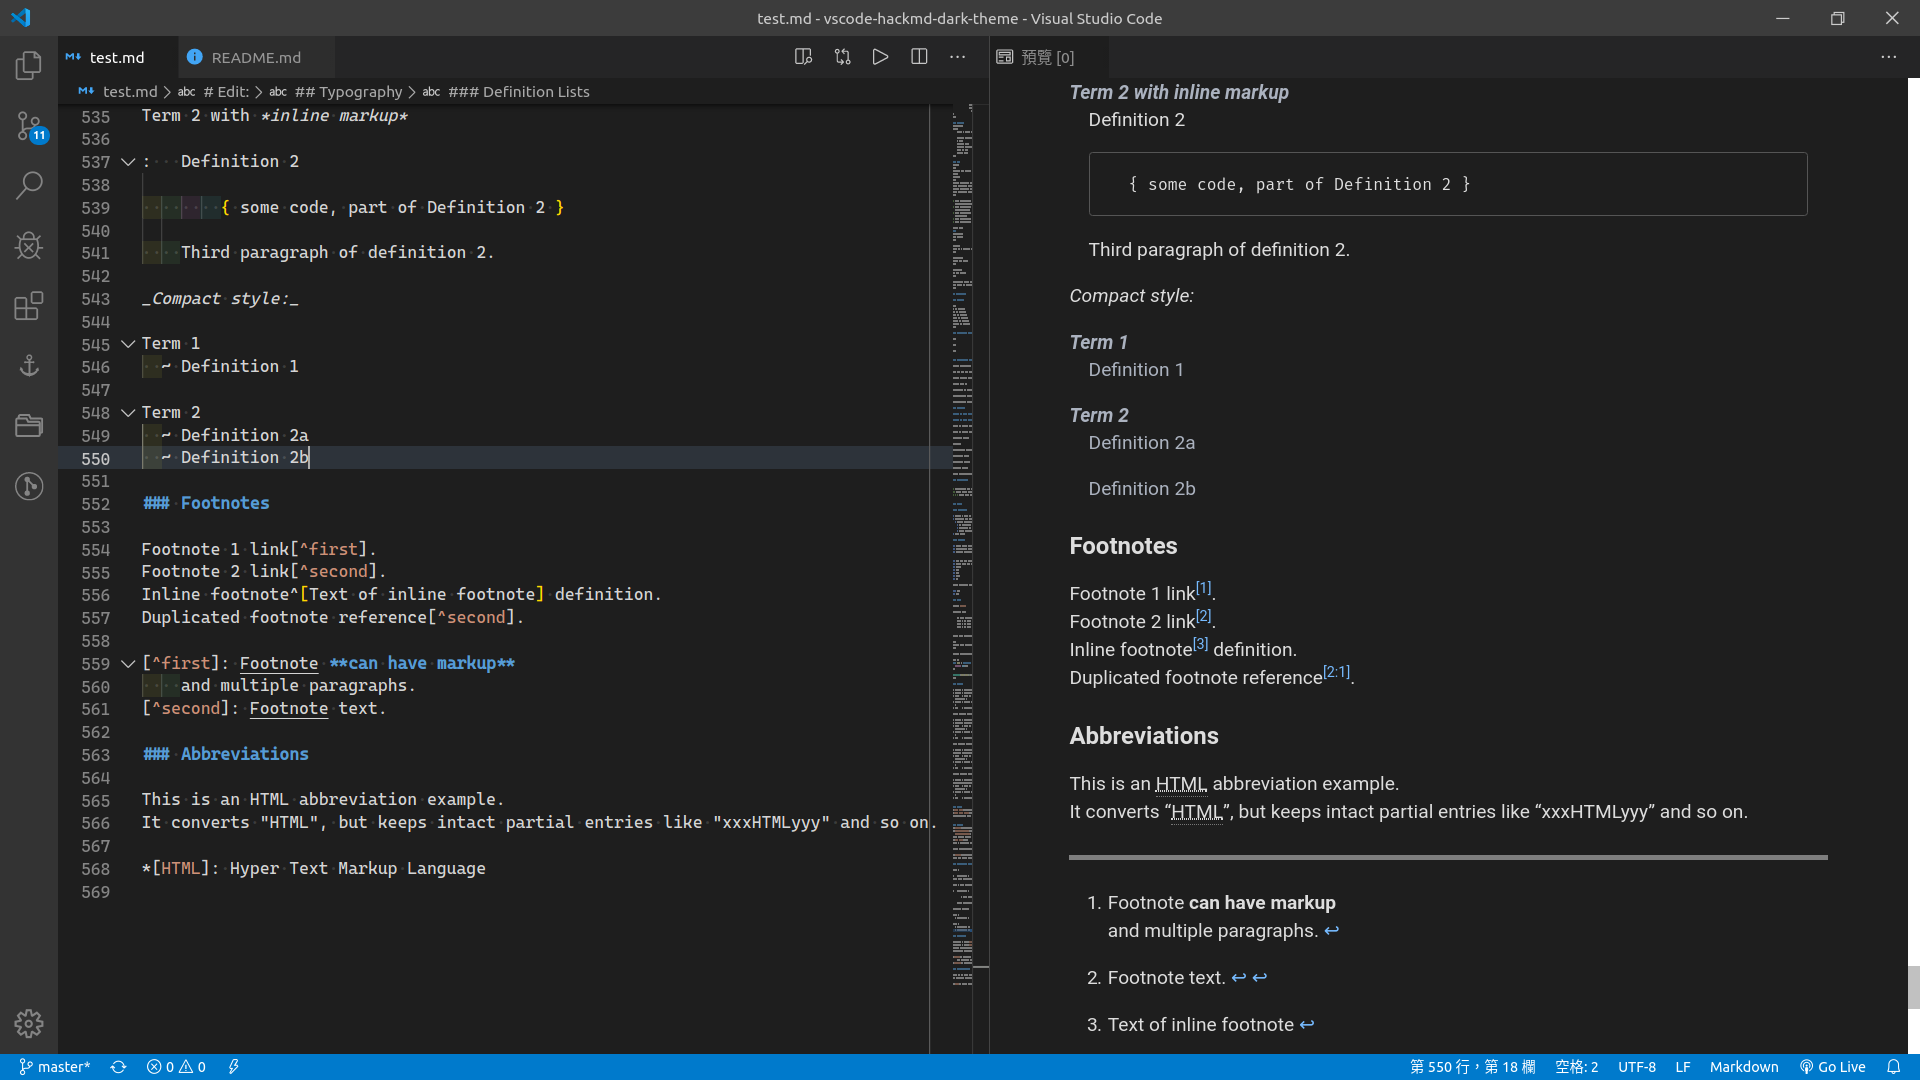 test.md - vscode-hackmd-dark-theme - Visual Studio Code
test.md
README.md
預覽 [0]
test.md > abc # Edit: > abc ## Typography > abc ### Definition Lists
11
535 Term 2 with *inline markup*
536
537 : Definition 2
538
539 { some code, part of Definition 2 }
540
541 Third paragraph of definition 2.
542
543 _Compact style:_
544
545 Term 1
546 ~ Definition 1
547
548 Term 2
549 ~ Definition 2a
550 ~ Definition 2b
551
552 ### Footnotes
553
554 Footnote 1 link[^first].
555 Footnote 2 link[^second].
556 Inline footnote^[Text of inline footnote] definition.
557 Duplicated footnote reference[^second].
558
559 [^first]: Footnote **can have markup**
560 and multiple paragraphs.
561 [^second]: Footnote text.
562
563 ### Abbreviations
564
565 This is an HTML abbreviation example.
566 It converts "HTML", but keeps intact partial entries like "xxxHTMLyyy" and so on.
567
568 *[HTML]: Hyper Text Markup Language
569
Term 2 with inline markup
Definition 2
{ some code, part of Definition 2 }
Third paragraph of definition 2.
Compact style:
Term 1
Definition 1
Term 2
Definition 2a
Definition 2b
Footnotes
Footnote 1 link[1].
Footnote 2 link[2].
Inline footnote[3] definition.
Duplicated footnote reference[2:1].
Abbreviations
This is an HTML abbreviation example.
It converts “HTML”, but keeps intact partial entries like “xxxHTMLyyy” and so on.
1. Footnote can have markup
and multiple paragraphs. ↩
2. Footnote text. ↩ ↩
3. Text of inline footnote ↩
master* 0 0 第 550 行，第 18 欄 空格: 2 UTF-8 LF Markdown Go Live